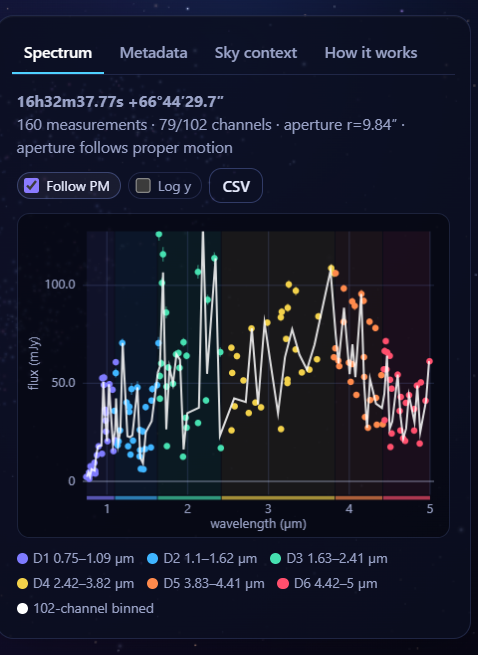 Spectrum Metadata Sky context How it works
16h32m37.77s +66°44′29.7″
160 measurements · 79/102 channels · aperture r=9.84″ ·
aperture follows proper motion
Follow PM Log y CSV
100.0
50.0
0
flux (mJy)
1 2 3 4 5
wavelength (μm)
D1 0.75–1.09 μm D2 1.1–1.62 μm D3 1.63–2.41 μm
D4 2.42–3.82 μm D5 3.83–4.41 μm D6 4.42–5 μm
102-channel binned